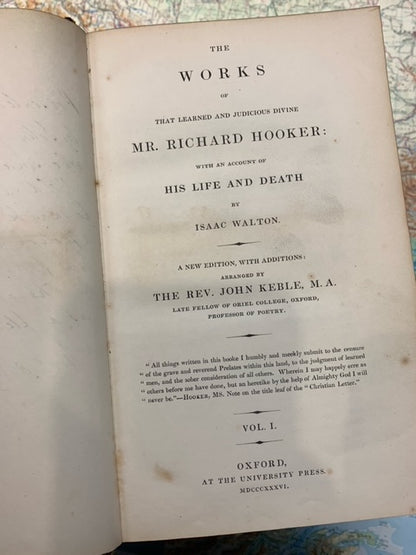 THE
WORKS
OF
THAT LEARNED AND JUDICIOUS DIVINE
MR. RICHARD HOOKER:
WITH AN ACCOUNT OF
HIS LIFE AND DEATH
BY
ISAAC WALTON.
A NEW EDITION, WITH ADDITIONS:
ARRANGED BY
THE REV. JOHN KEBLE, M. A.
LATE FELLOW OF ORIEL COLLEGE, OXFORD,
PROFESSOR OF POETRY.
"All things written in this booke I humbly and meekly submit to the censure
"of the grave and reverend Prelates within this land, to the judgment of learned
"men, and the sober consideration of all others. Wherein I may happely erre as
"others before me have done, but an heretike by the help of Almighty God I will
"never be."—HOOKER, MS. Note on the title leaf of the "Christian Letter."
VOL. I.
OXFORD,
AT THE UNIVERSITY PRESS.
MDCCCXXXVI.